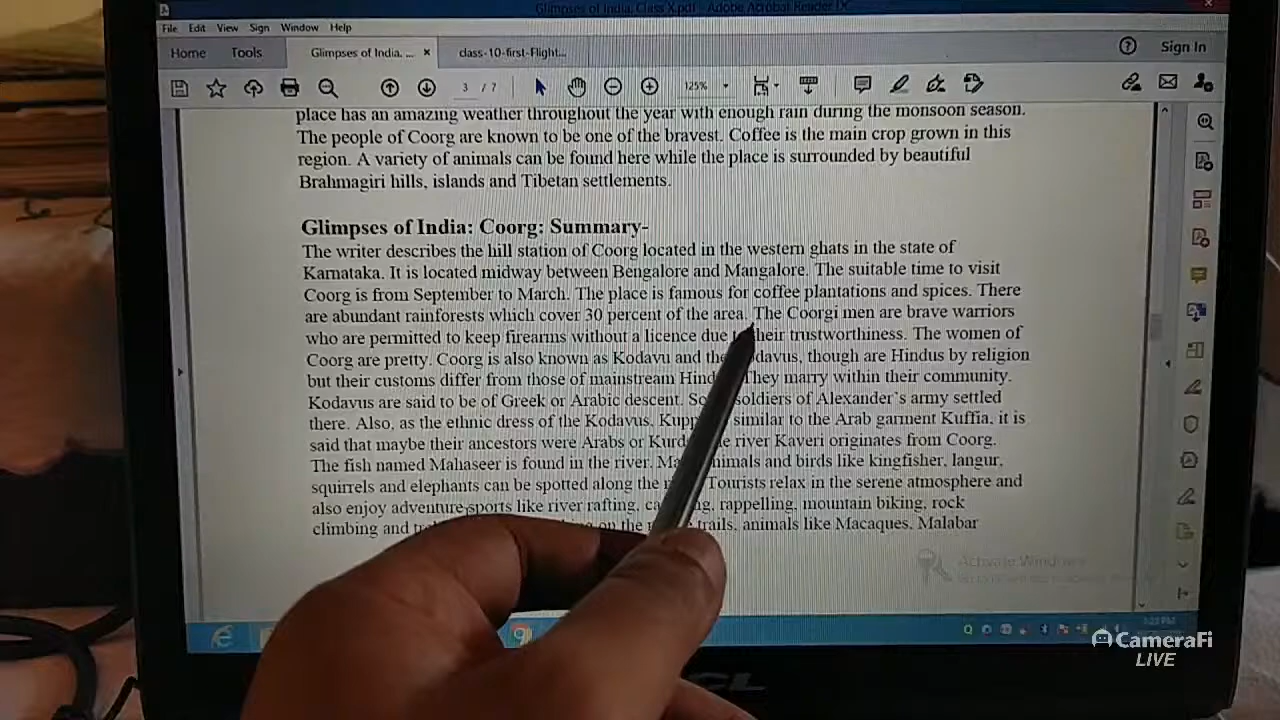 Glimpses of India, Class X.pdf - Adobe Acrobat Reader DC
File Edit View Sign Window Help
Home Tools Glimpses of India, ... × class-10-first-Flight... Sign In
3 / 7 125%
place has an amazing weather throughout the year with enough rain during the monsoon season.
The people of Coorg are known to be one of the bravest. Coffee is the main crop grown in this
region. A variety of animals can be found here while the place is surrounded by beautiful
Brahmagiri hills, islands and Tibetan settlements.
Glimpses of India: Coorg: Summary-
The writer describes the hill station of Coorg located in the western ghats in the state of
Karnataka. It is located midway between Bengalore and Mangalore. The suitable time to visit
Coorg is from September to March. The place is famous for coffee plantations and spices. There
are abundant rainforests which cover 30 percent of the area. The Coorgi men are brave warriors
who are permitted to keep firearms without a licence due their trustworthiness. The women of
Coorg are pretty. Coorg is also known as Kodavu and the though are Hindus by religion
but their customs differ from those of mainstream They marry within their community.
Kodavus are said to be of Greek or Arabic descent. soldiers of Alexander's army settled
there. Also, as the ethnic dress of the Kodavus, similar to the Arab garment Kuffia, it is
said that maybe their ancestors were Arabs or river Kaveri originates from Coorg.
The fish named Mahaseer is found in the river. animals and birds like kingfisher, langur,
squirrels and elephants can be spotted along the Tourists relax in the serene atmosphere and
also enjoy adventure sports like river rafting, rappelling, mountain biking, rock
climbing and on the trails, animals like Macaques, Malabar
Activate Windows
CameraFi
LIVE